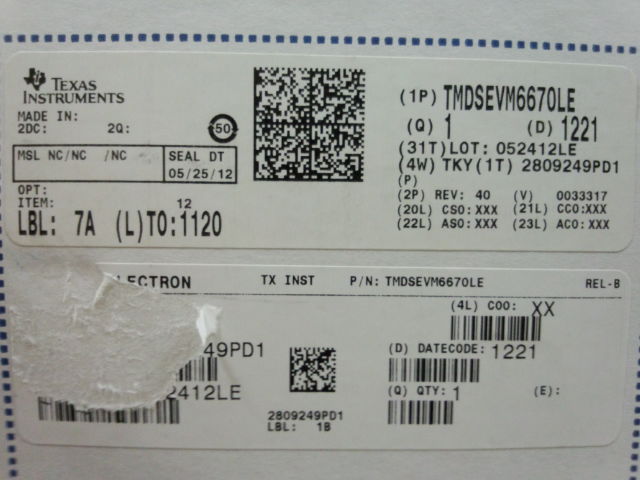 TEXAS
INSTRUMENTS
MADE IN:
2DC: 2Q:
50
MSL NC/NC /NC SEAL DT
05/25/12
OPT:
ITEM: 12
LBL: 7A (L)TO:1120
(1P) TMDSEVM6670LE
(Q) 1 (D) 1221
(31T)LOT: 052412LE
(4W) TKY(1T) 2809249PD1
(P)
(2P) REV: 40 (V) 0033317
(20L) CSO:XXX (21L) CCO:XXX
(22L) ASO:XXX (23L) ACO:XXX
LECTRON TX INST P/N: TMDSEVM6670LE REL-B
(4L) COO: XX
49PD1
(D) DATECODE: 1221
2412LE
(Q) QTY: 1 (E):
2809249PD1
LBL: 1B